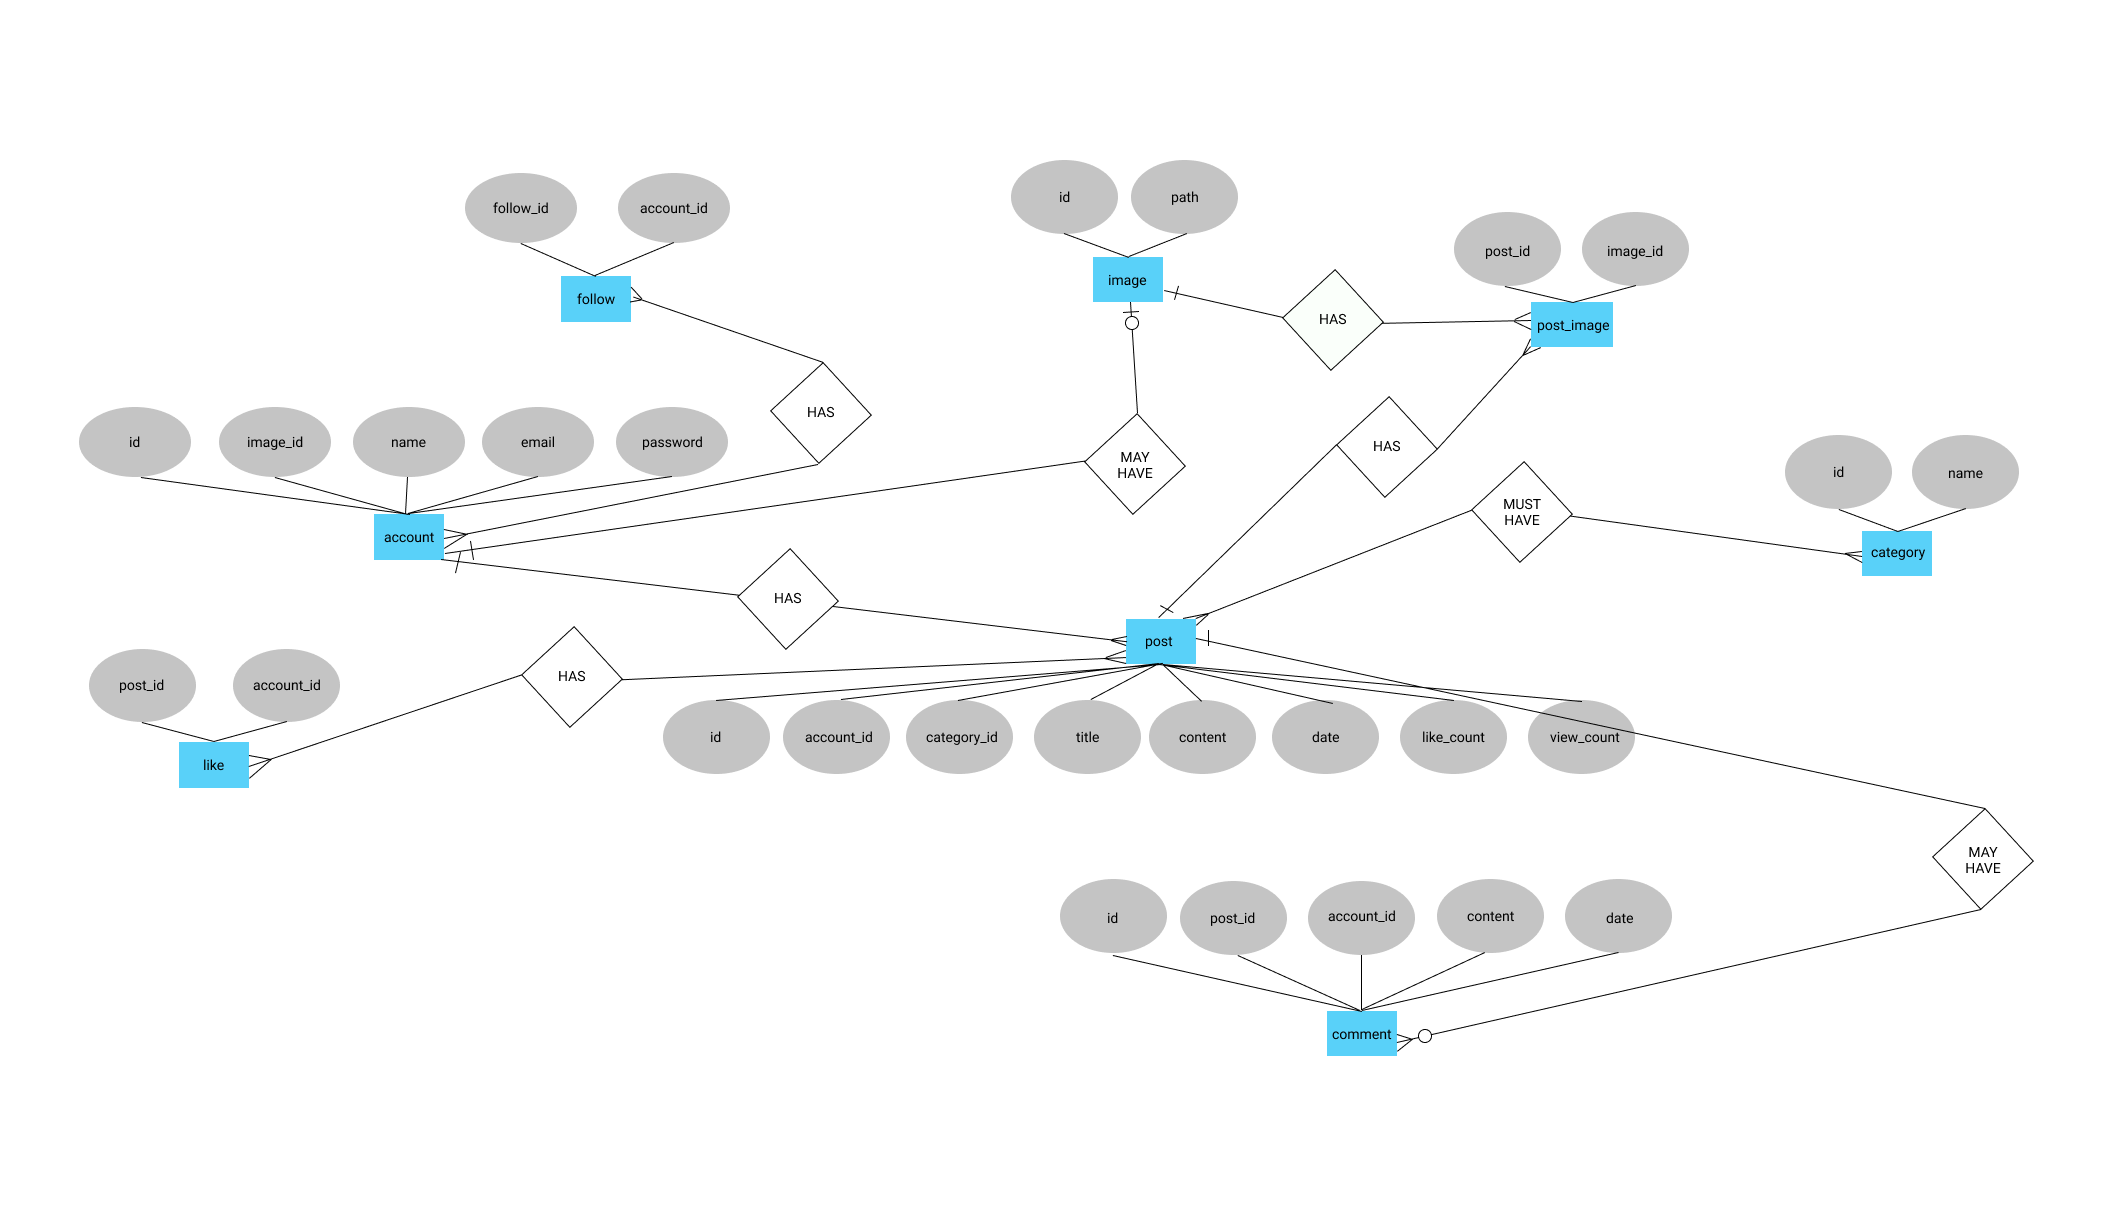 id
path
follow_id
account_id
post_id
image_id
image
follow
HAS
post_image
HAS
id
image_id
name
email
password
HAS
MAY
HAVE
id
name
MUST
HAVE
account
category
HAS
post
HAS
post_id
account_id
id
account_id
category_id
title
content
date
like_count
view_count
like
MAY
HAVE
id
post_id
account_id
content
date
comment